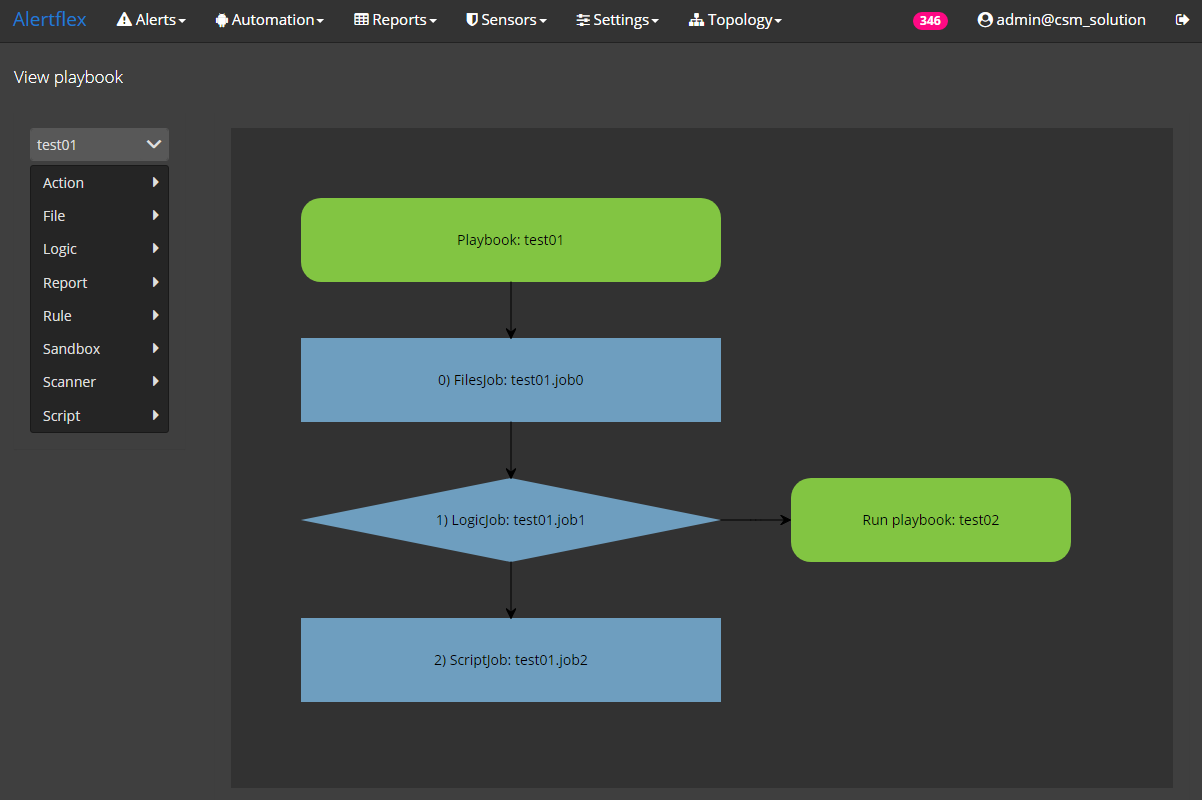 Alertflex Alerts Automation Reports Sensors Settings Topology 346 admin@csm_solution
View playbook
test01
Action
File
Logic
Report
Rule
Sandbox
Scanner
Script
Playbook: test01
0) FilesJob: test01.job0
1) LogicJob: test01.job1
Run playbook: test02
2) ScriptJob: test01.job2